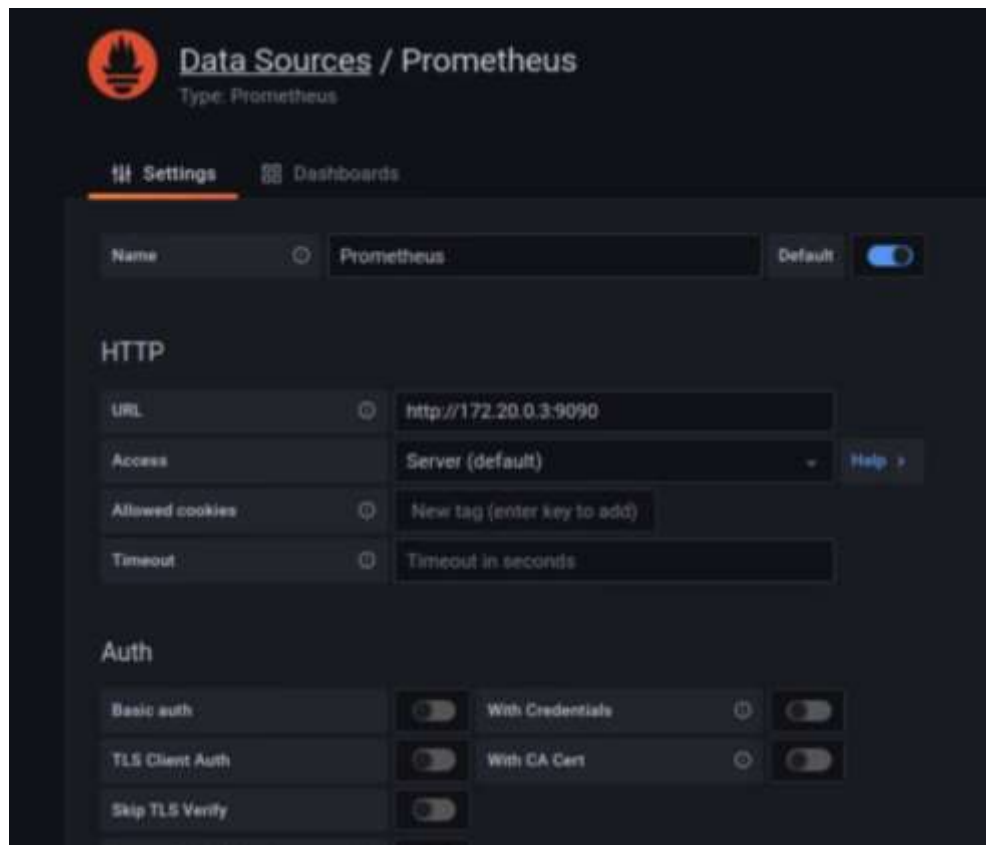 Data Sources / Prometheus
Type: Prometheus
Settings Dashboards
Name Prometheus Default
HTTP
URL http://172.20.0.3:9090
Access Server (default) Help >
Allowed cookies New tag (enter key to add)
Timeout Timeout in seconds
Auth
Basic auth With Credentials
TLS Client Auth With CA Cert
Skip TLS Verify